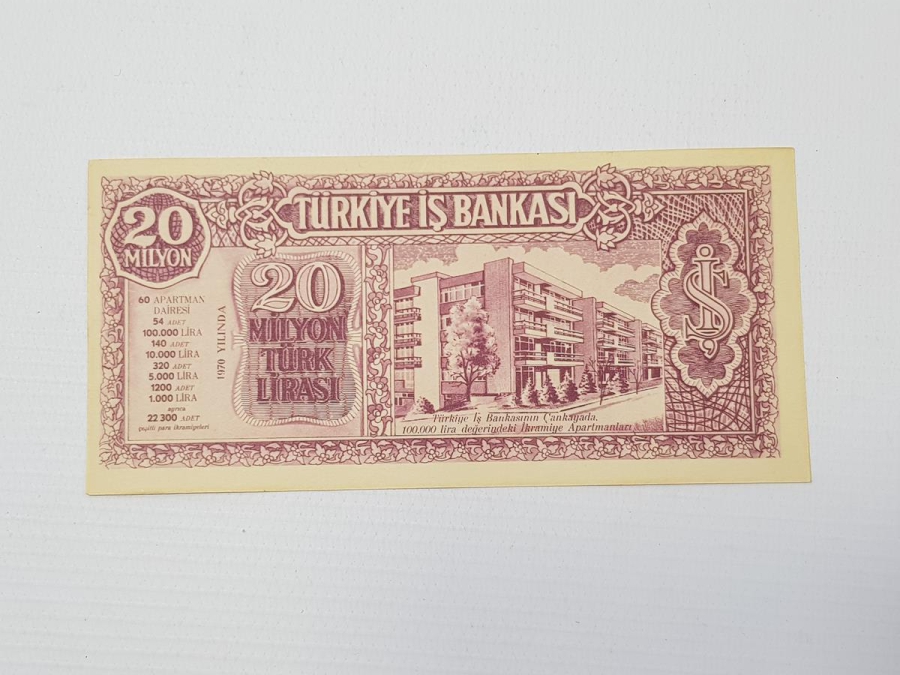 TÜRKİYE İŞ BANKASI
20
MİLYON
60 APARTMAN
DAİRESİ
54 ADET
100.000 LİRA
140 ADET
10.000 LİRA
320 ADET
5.000 LİRA
1200 ADET
1.000 LİRA
ayrıca
22 300 ADET
çeşitli para ikramiyeleri
1970 YILINDA
20
MİLYON
TÜRK
LİRASI
Türkiye İş Bankasının Çankayada,
100.000 lira değerindeki İkramiye Apartmanları
İŞ